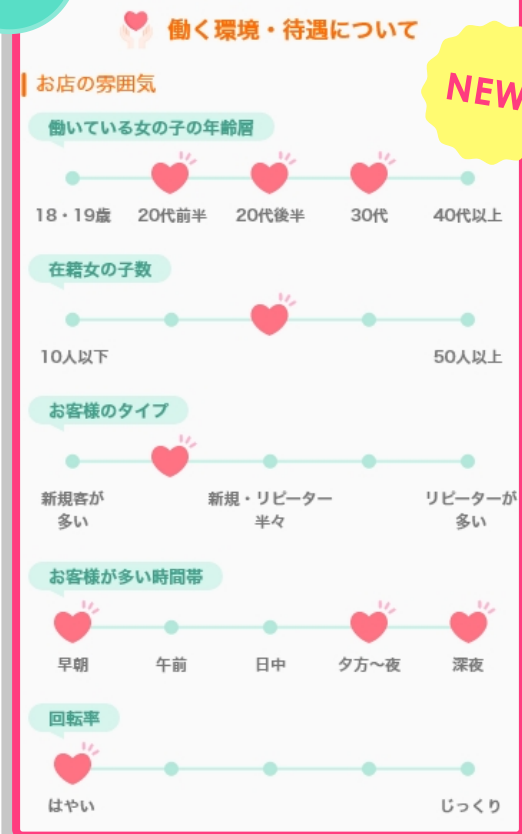 働く環境・待遇について
NEW
お店の雰囲気
働いている女の子の年齢層
18・19歳 20代前半 20代後半 30代 40代以上
在籍女の子数
10人以下 50人以上
お客様のタイプ
新規客が 新規・リピーター リピーターが
多い 半々 多い
お客様が多い時間帯
早朝 午前 日中 夕方〜夜 深夜
回転率
はやい じっくり